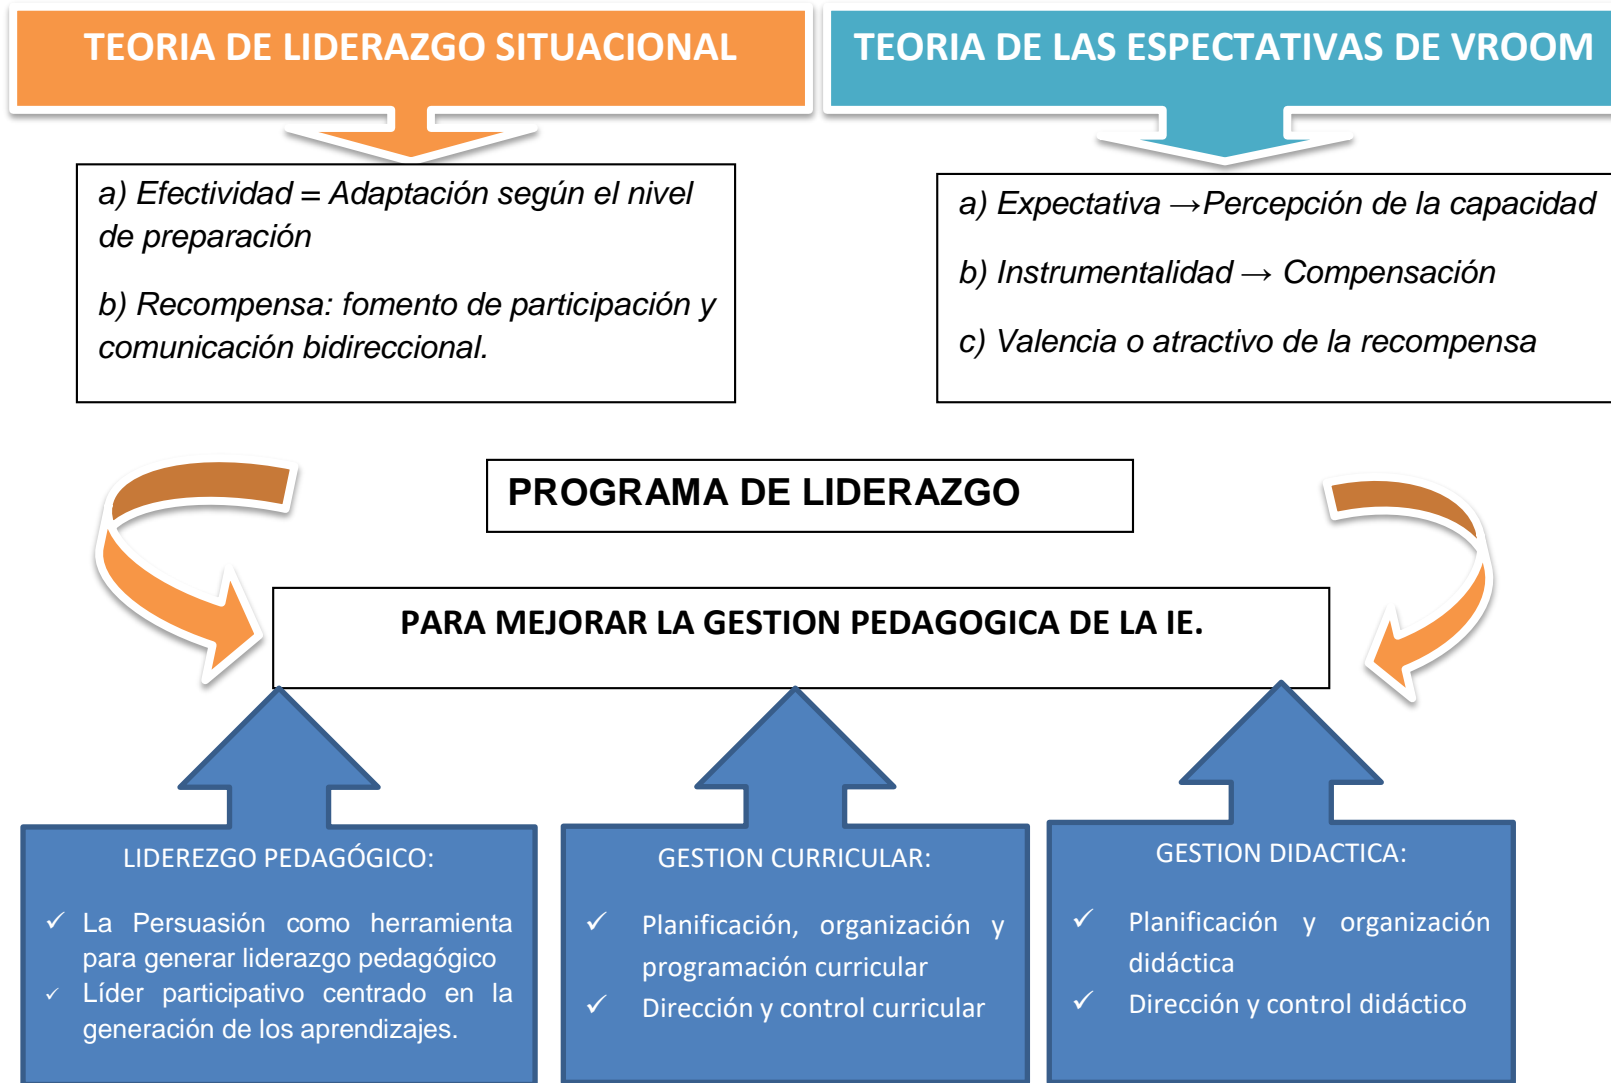 TEORIA DE LIDERAZGO SITUACIONAL
TEORIA DE LAS ESPECTATIVAS DE VROOM
a) Efectividad = Adaptación según el nivel
de preparación
b) Recompensa: fomento de participación y
comunicación bidireccional.
a) Expectativa →Percepción de la capacidad
b) Instrumentalidad → Compensación
c) Valencia o atractivo de la recompensa
PROGRAMA DE LIDERAZGO
PARA MEJORAR LA GESTION PEDAGOGICA DE LA IE.
LIDEREZGO PEDAGÓGICO:
✓ La Persuasión como herramienta
para generar liderazgo pedagógico
✓ Líder participativo centrado en la
generación de los aprendizajes.
GESTION CURRICULAR:
✓ Planificación, organización y
programación curricular
✓ Dirección y control curricular
GESTION DIDACTICA:
✓ Planificación y organización
didáctica
✓ Dirección y control didáctico